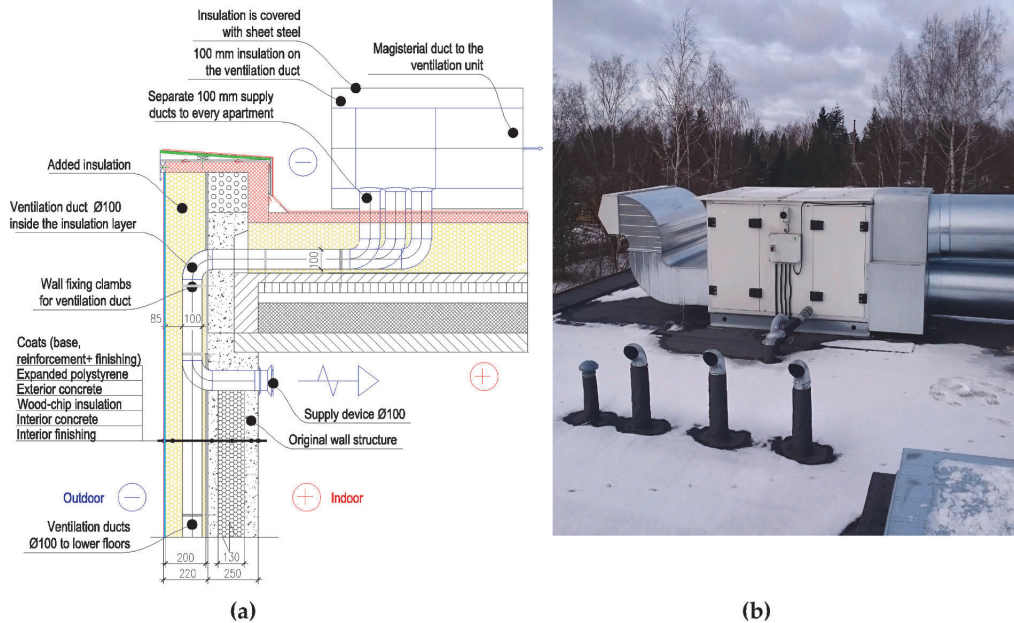 Insulation is covered
with sheet steel
100 mm insulation on
the ventilation duct
Magisterial duct to the
ventilation unit
Separate 100 mm supply
ducts to every apartment
Added insulation
Ventilation duct Ø100
inside the insulation layer
100
Wall fixing clambs
for ventilation duct
85
100
Coats (base,
reinforcement+ finishing)
Expanded polystyrene
Exterior concrete
Wood-chip insulation
Interior concrete
Interior finishing
Supply device Ø100
Original wall structure
Outdoor
Indoor
Ventilation ducts
Ø100 to lower floors
200
130
220
250
(a)
(b)